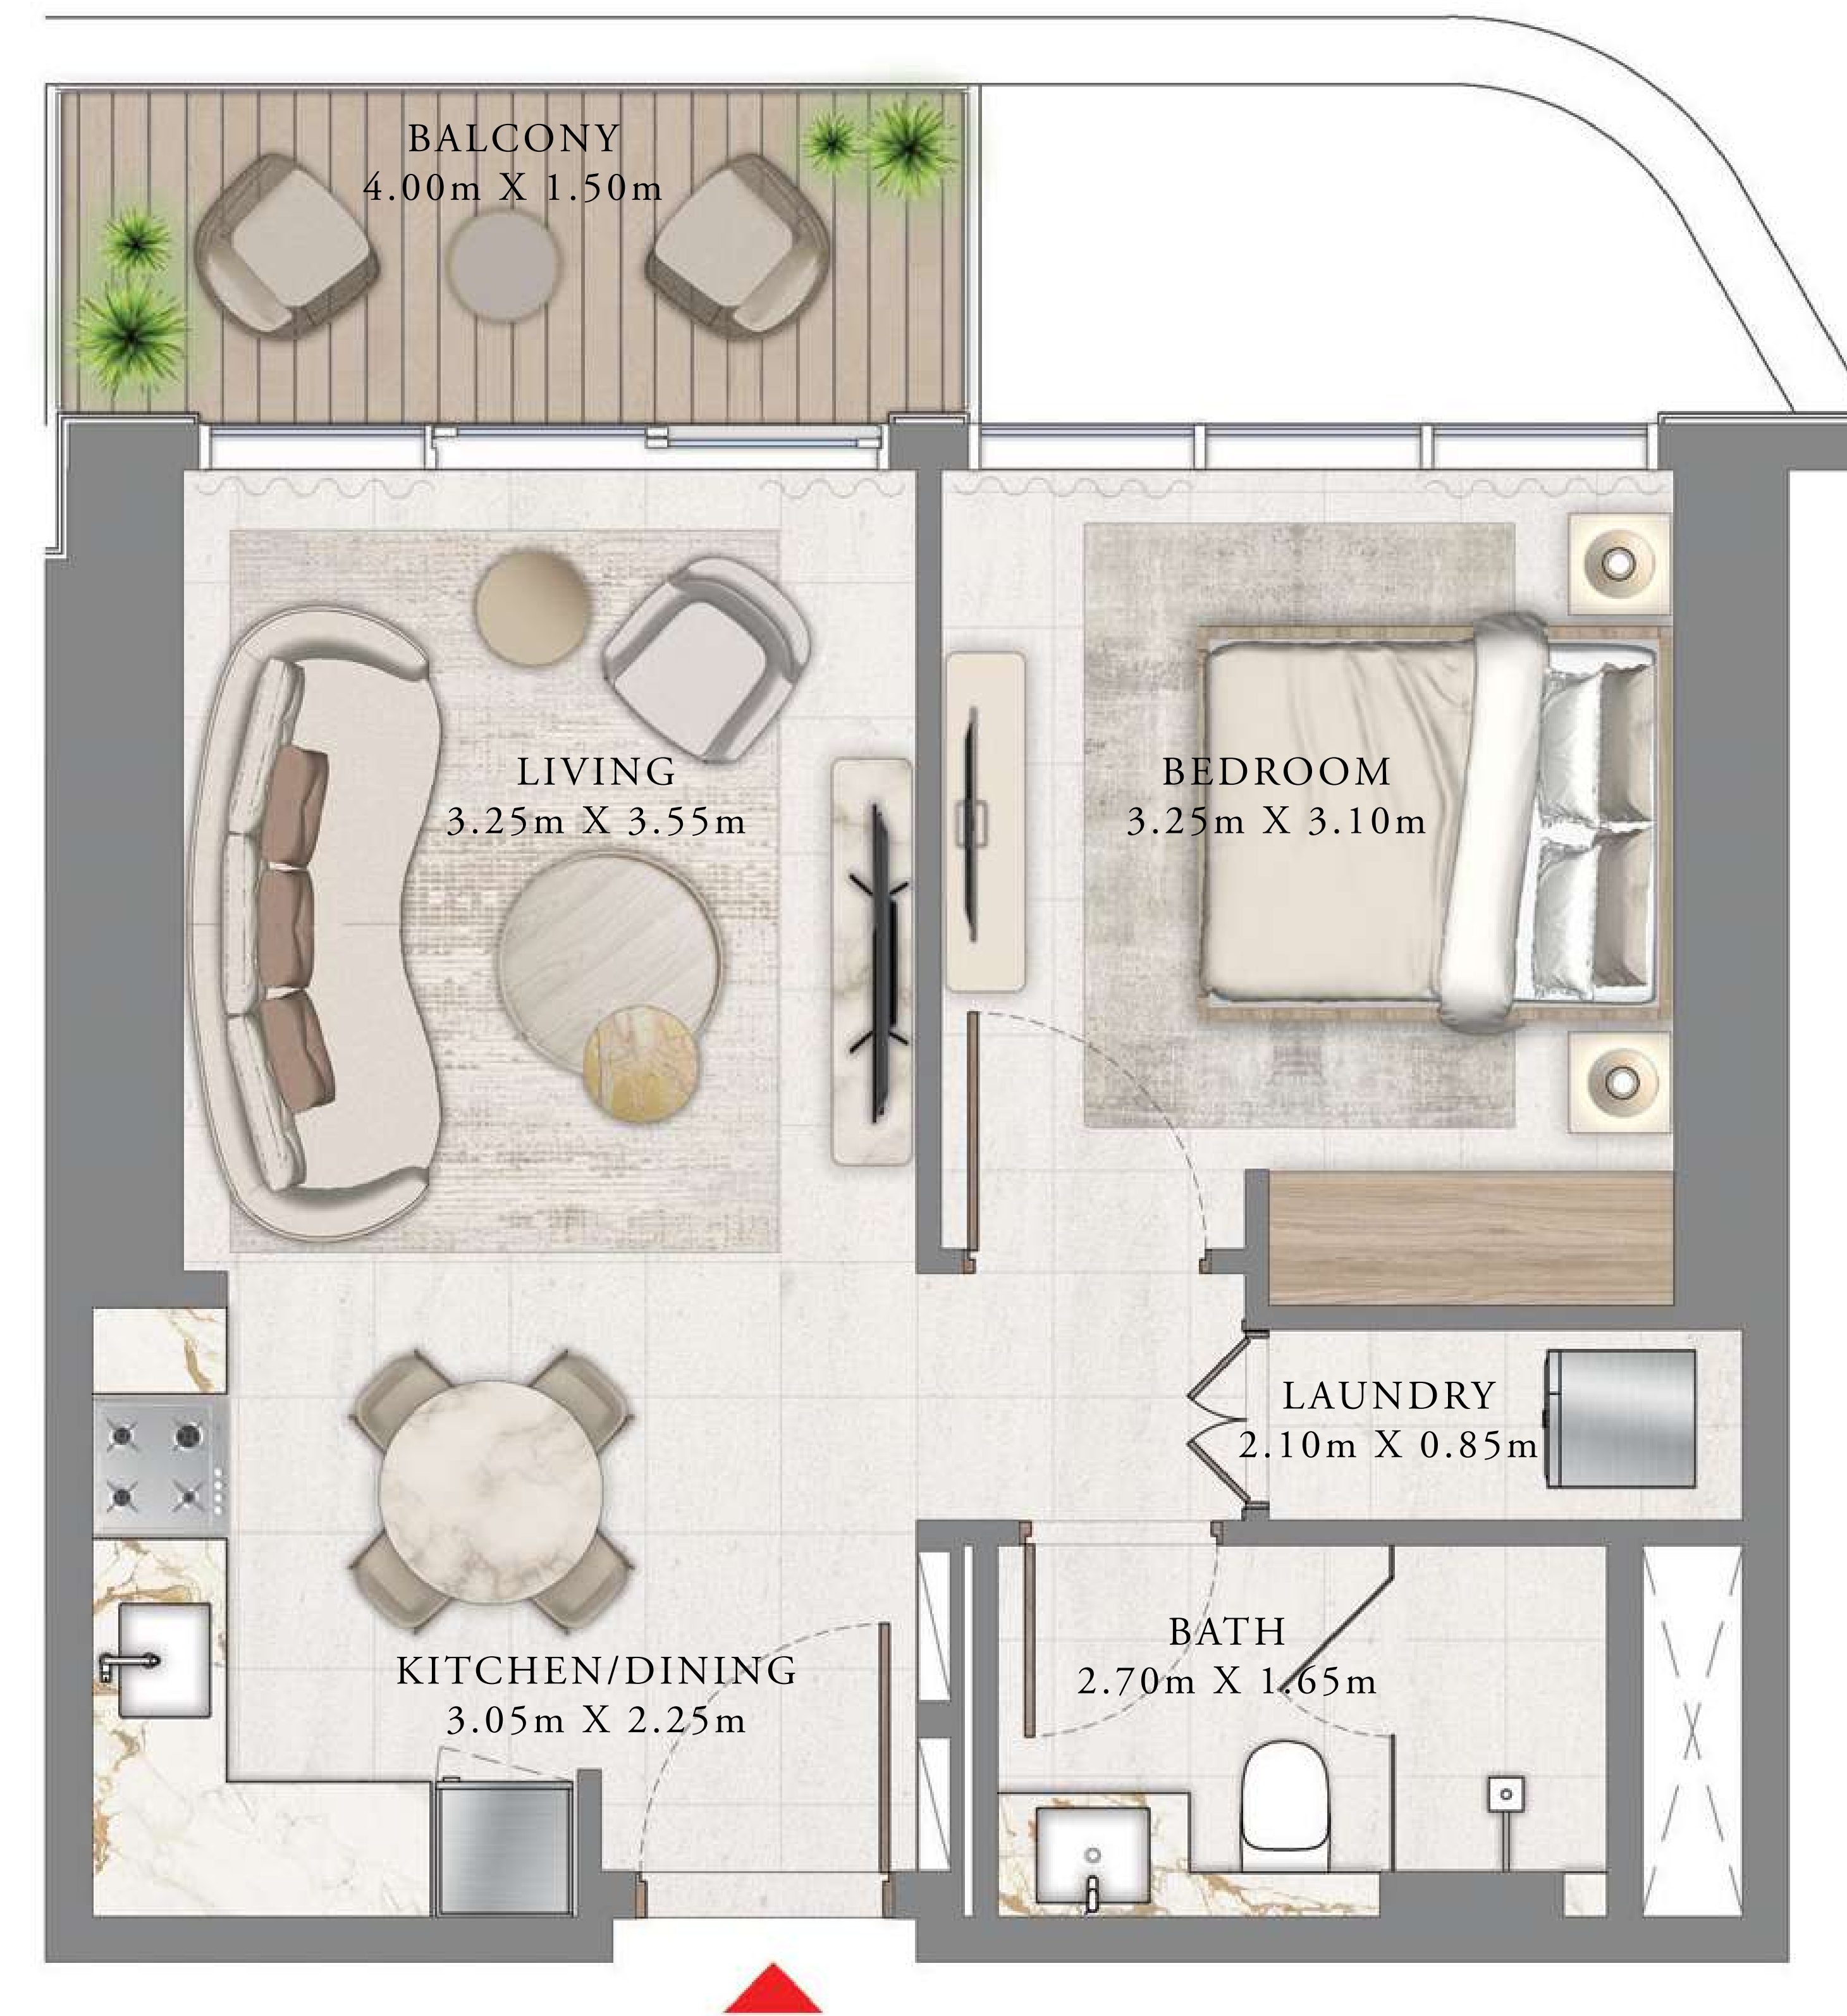 BALCONY
4.00m X 1.50m
LIVING
3.25m X 3.55m
BEDROOM
3.25m X 3.10m
LAUNDRY
2.10m X 0.85m
KITCHEN/DINING
3.05m X 2.25m
BATH
2.70m X 1.65m